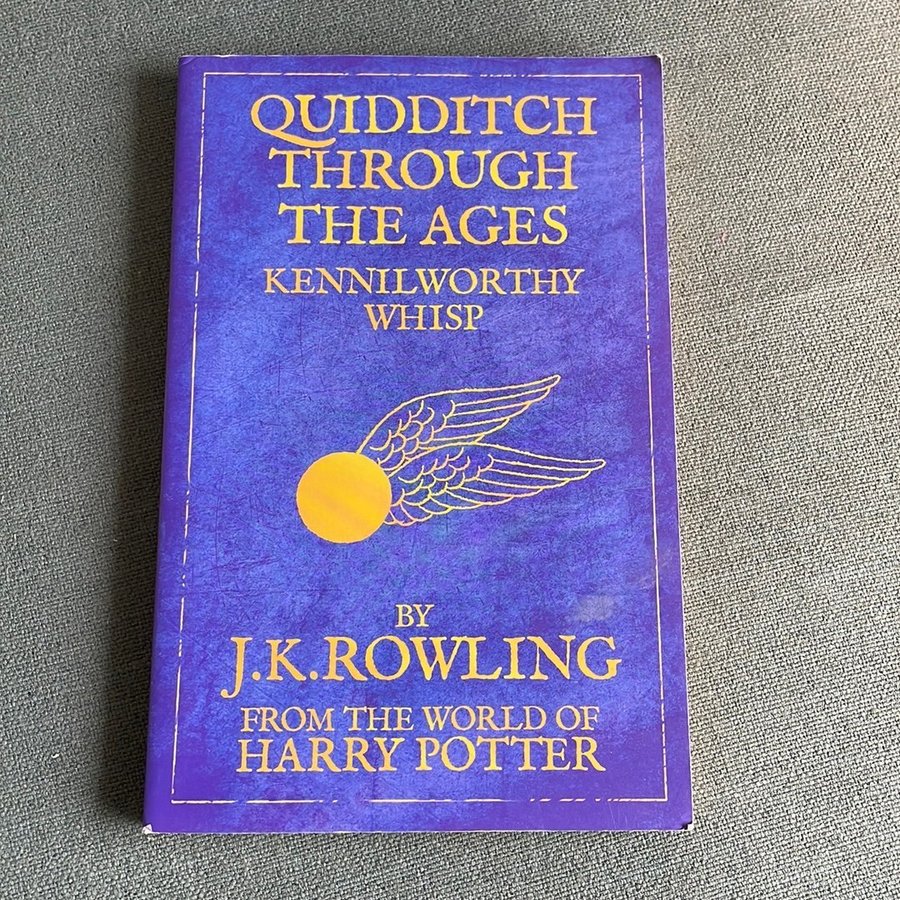 QUIDDITCH
THROUGH
THE AGES
KENNILWORTHY
WHISP
BY
J.K.ROWLING
FROM THE WORLD OF
HARRY POTTER